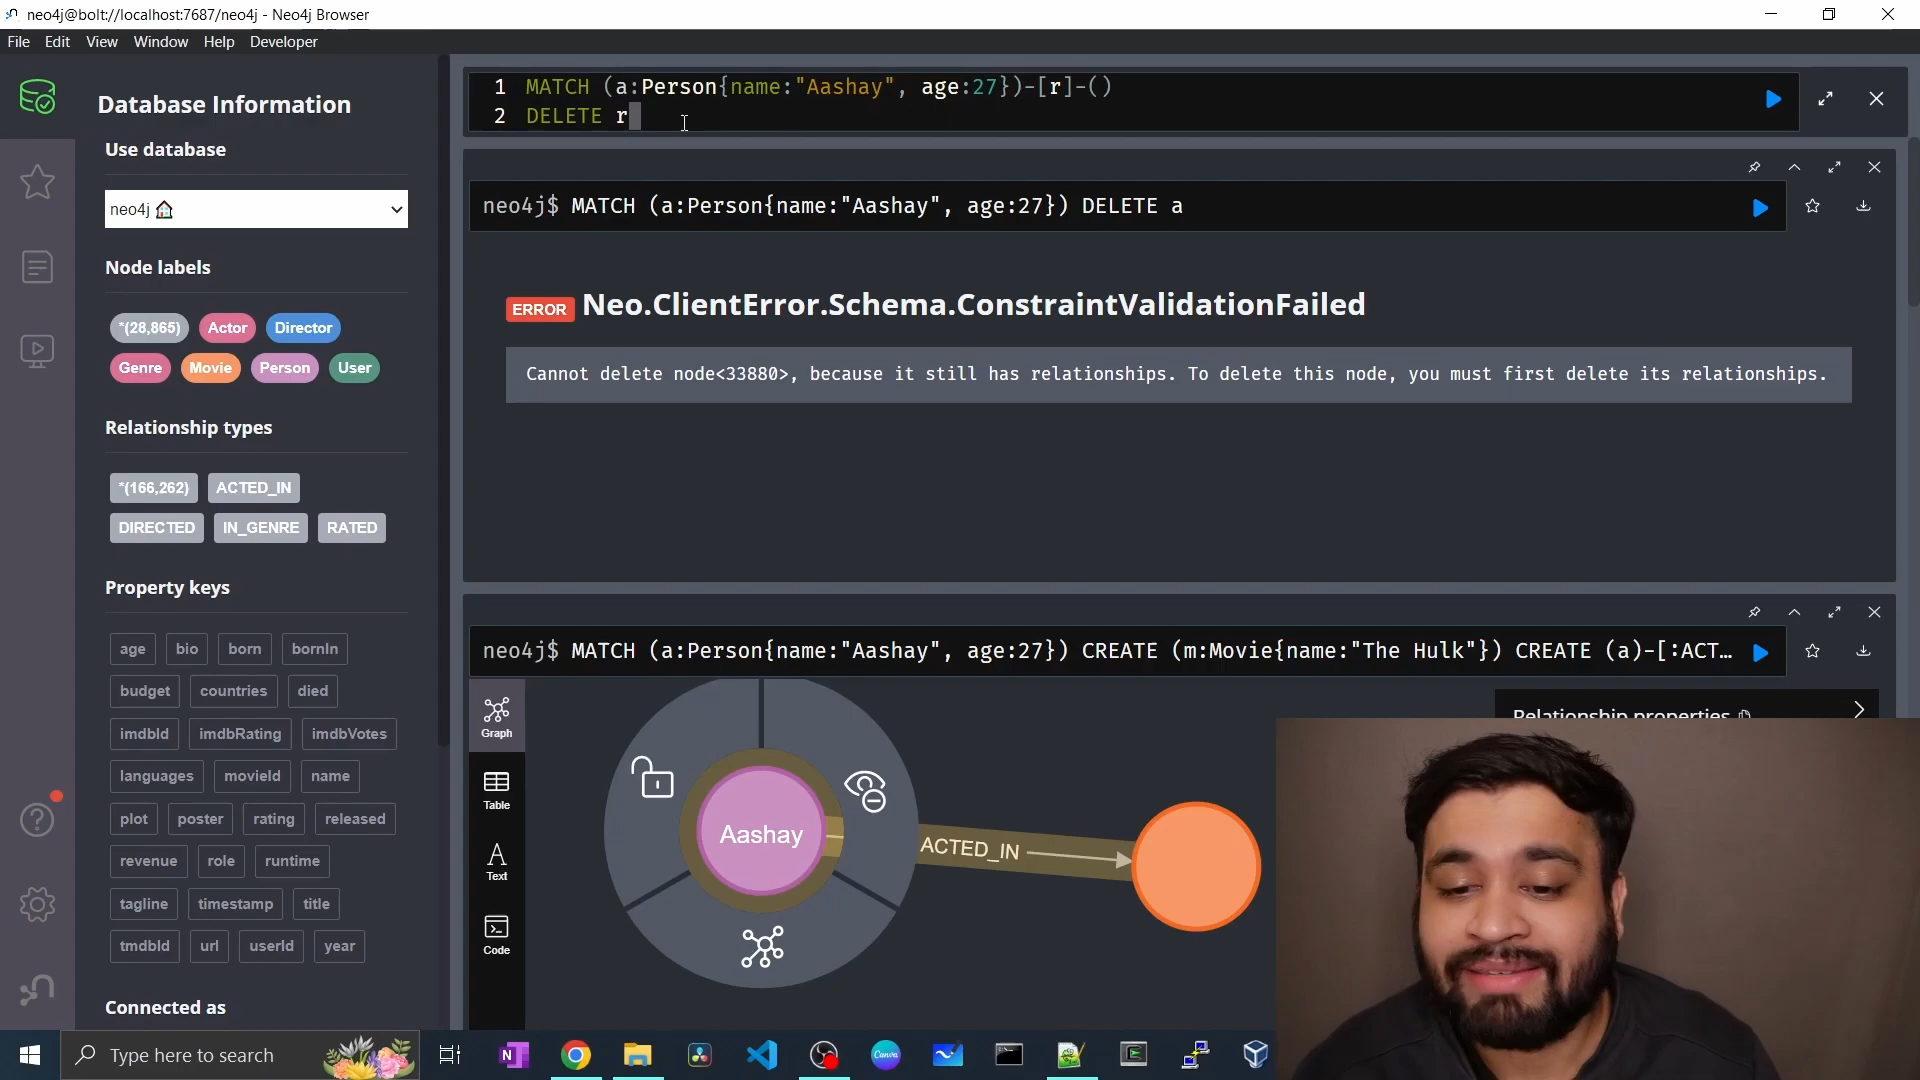 neo4j@bolt://localhost:7687/neo4j - Neo4j Browser
File Edit View Window Help Developer
Database Information
Use database
neo4j
Node labels
*(28,865) Actor Director
Genre Movie Person User
Relationship types
*(166,262) ACTED_IN
DIRECTED IN_GENRE RATED
Property keys
age bio born bornIn
budget countries died
imdbId imdbRating imdbVotes
languages movieId name
plot poster rating released
revenue role runtime
tagline timestamp title
tmdbId url userId year
Connected as
1 MATCH (a:Person{name:"Aashay", age:27})-[r]-()
2 DELETE r
neo4j$ MATCH (a:Person{name:"Aashay", age:27}) DELETE a
ERROR Neo.ClientError.Schema.ConstraintValidationFailed
Cannot delete node<33880>, because it still has relationships. To delete this node, you must first delete its relationships.
neo4j$ MATCH (a:Person{name:"Aashay", age:27}) CREATE (m:Movie{name:"The Hulk"}) CREATE (a)-[:ACT...
Graph
Table
Text
Code
Aashay
ACTED_IN
Relationship properties
Type here to search
N
Canva